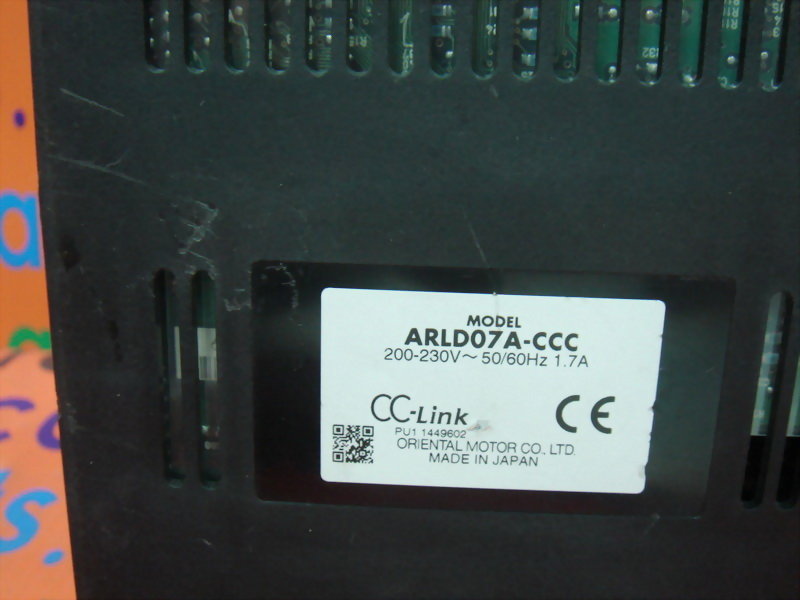 MODEL
ARLD07A-CCC
200-230V~ 50/60Hz 1.7A
CC-Link
CE
PU1 1449602
ORIENTAL MOTOR CO., LTD.
MADE IN JAPAN